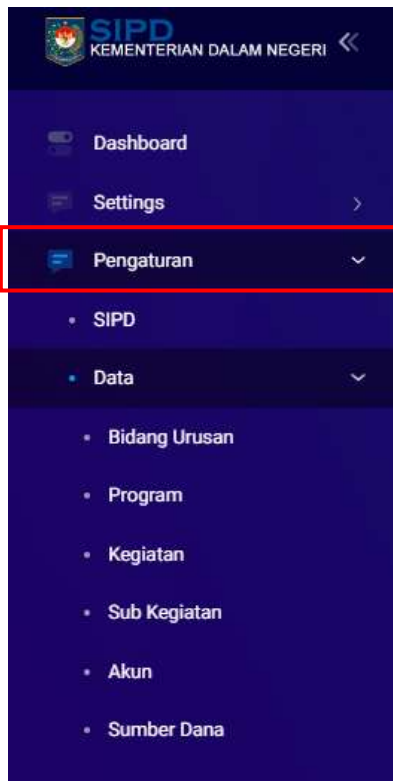 SIPD
KEMENTERIAN DALAM NEGERI
Dashboard
Settings
Pengaturan
SIPD
Data
Bidang Urusan
Program
Kegiatan
Sub Kegiatan
Akun
Sumber Dana